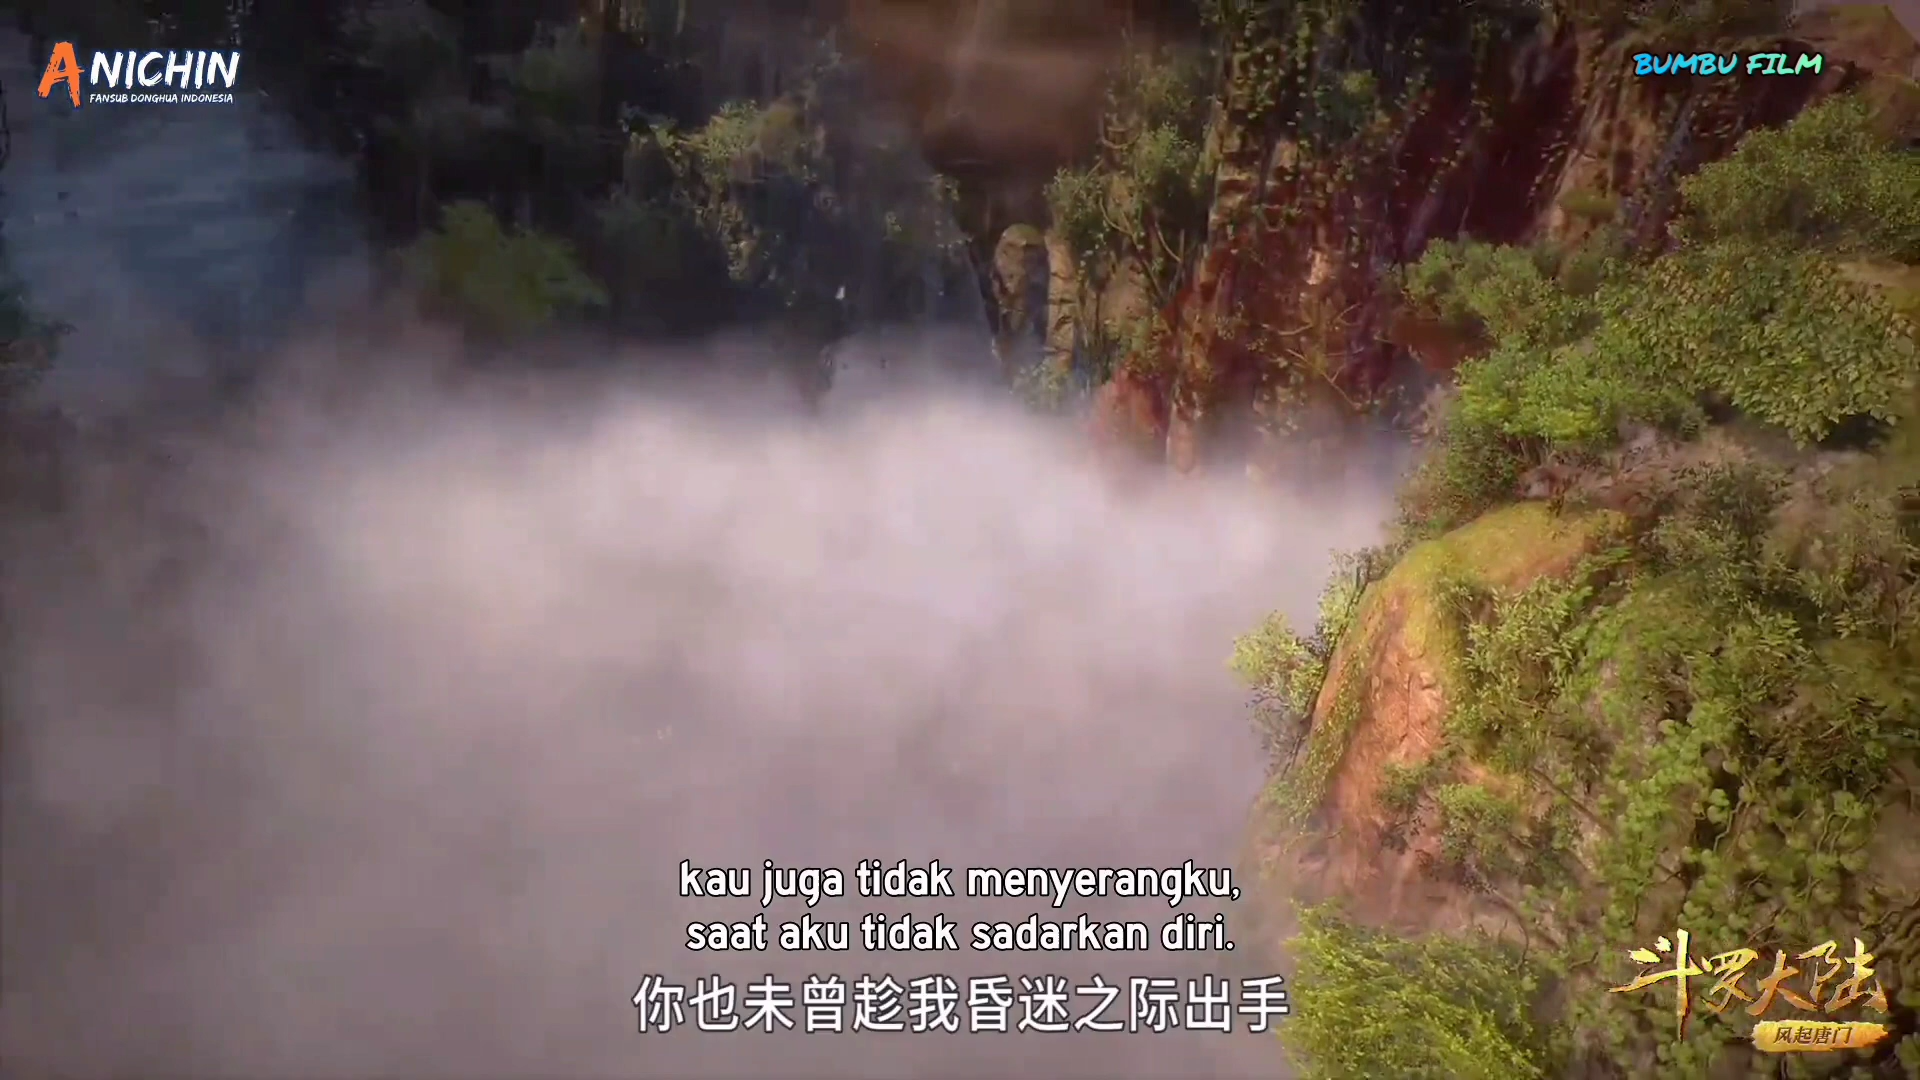 ANICHIN
FANSUB DONGHUA INDONESIA
BUMBU FILM
kau juga tidak menyerangku,
saat aku tidak sadarkan diri.
你也未曾趁我昏迷之际出手
斗罗大陆
风起唐门